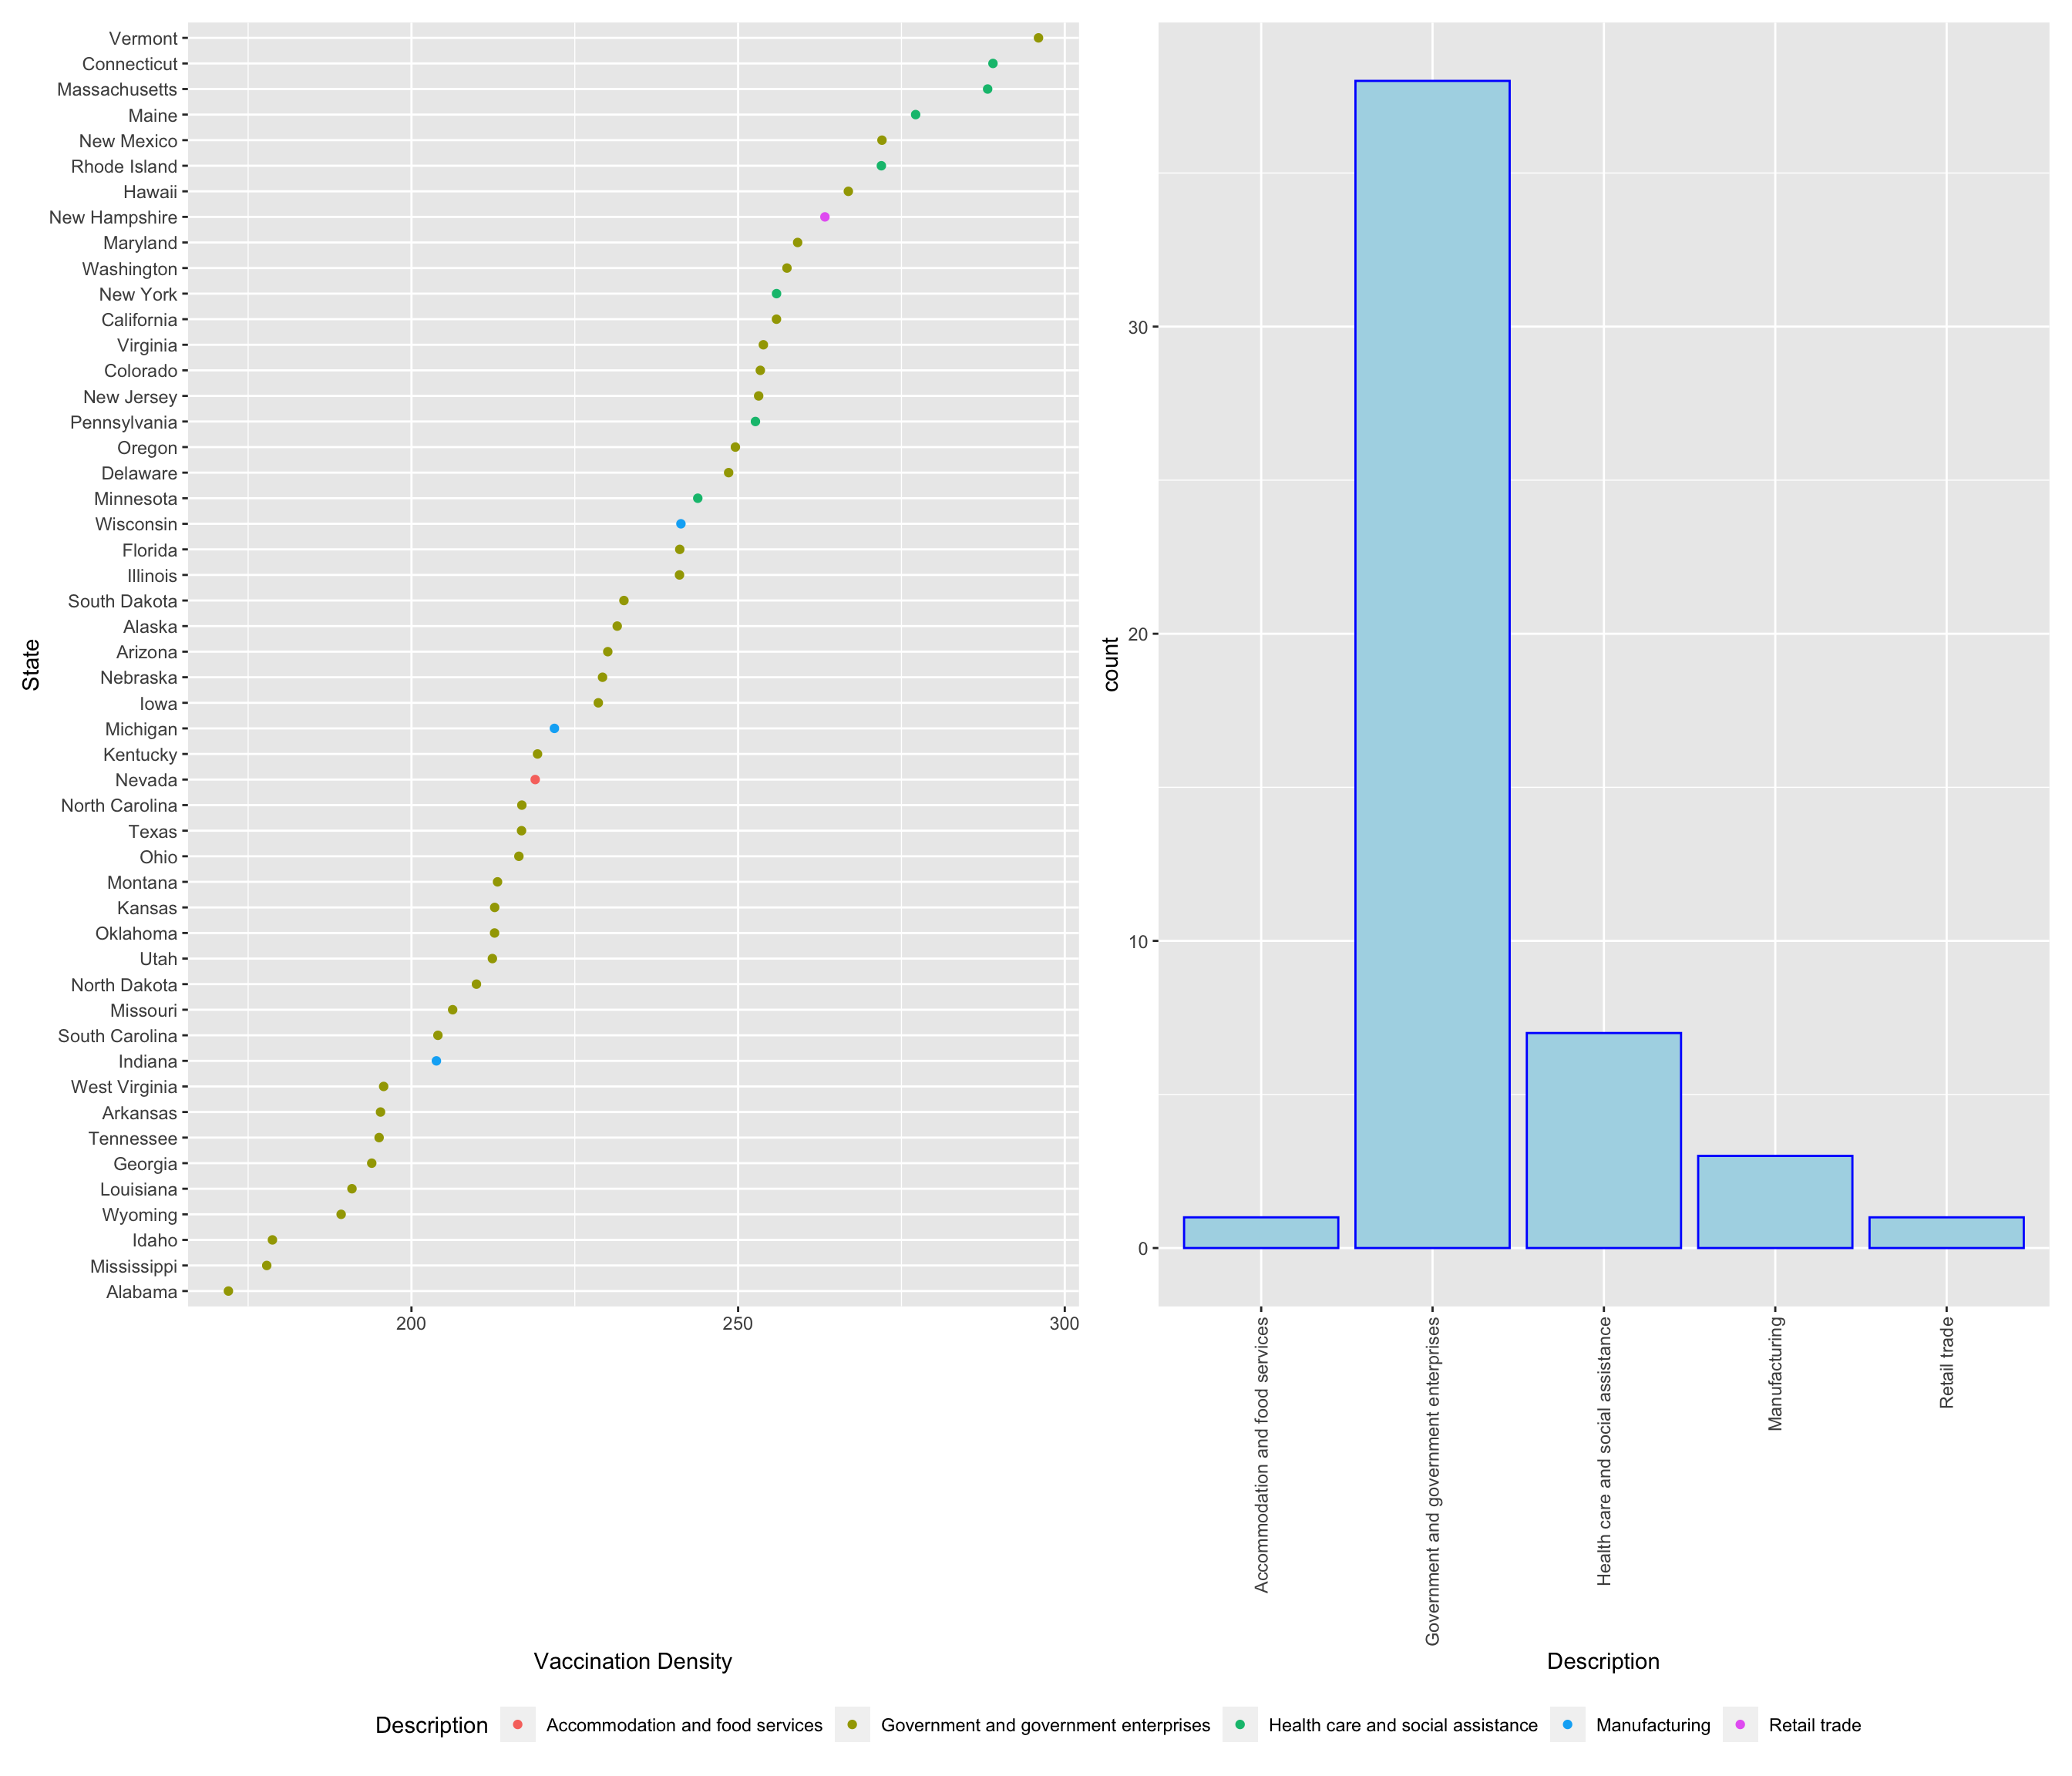 State
Vermont
Connecticut
Massachusetts
Maine
New Mexico
Rhode Island
Hawaii
New Hampshire
Maryland
Washington
New York
California
Virginia
Colorado
New Jersey
Pennsylvania
Oregon
Delaware
Minnesota
Wisconsin
Florida
Illinois
South Dakota
Alaska
Arizona
Nebraska
Iowa
Michigan
Kentucky
Nevada
North Carolina
Texas
Ohio
Montana
Kansas
Oklahoma
Utah
North Dakota
Missouri
South Carolina
Indiana
West Virginia
Arkansas
Tennessee
Georgia
Louisiana
Wyoming
Idaho
Mississippi
Alabama
200 250 300
Vaccination Density
count
30
20
10
0
Accommodation and food services
Government and government enterprises
Health care and social assistance
Manufacturing
Retail trade
Description
Description Accommodation and food services Government and government enterprises Health care and social assistance Manufacturing Retail trade